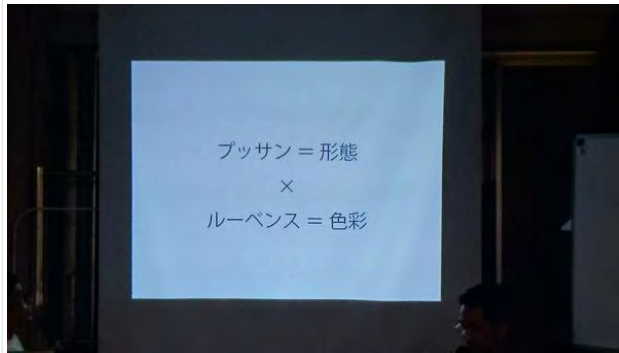 プッサン = 形態
×
ルーベンス = 色彩